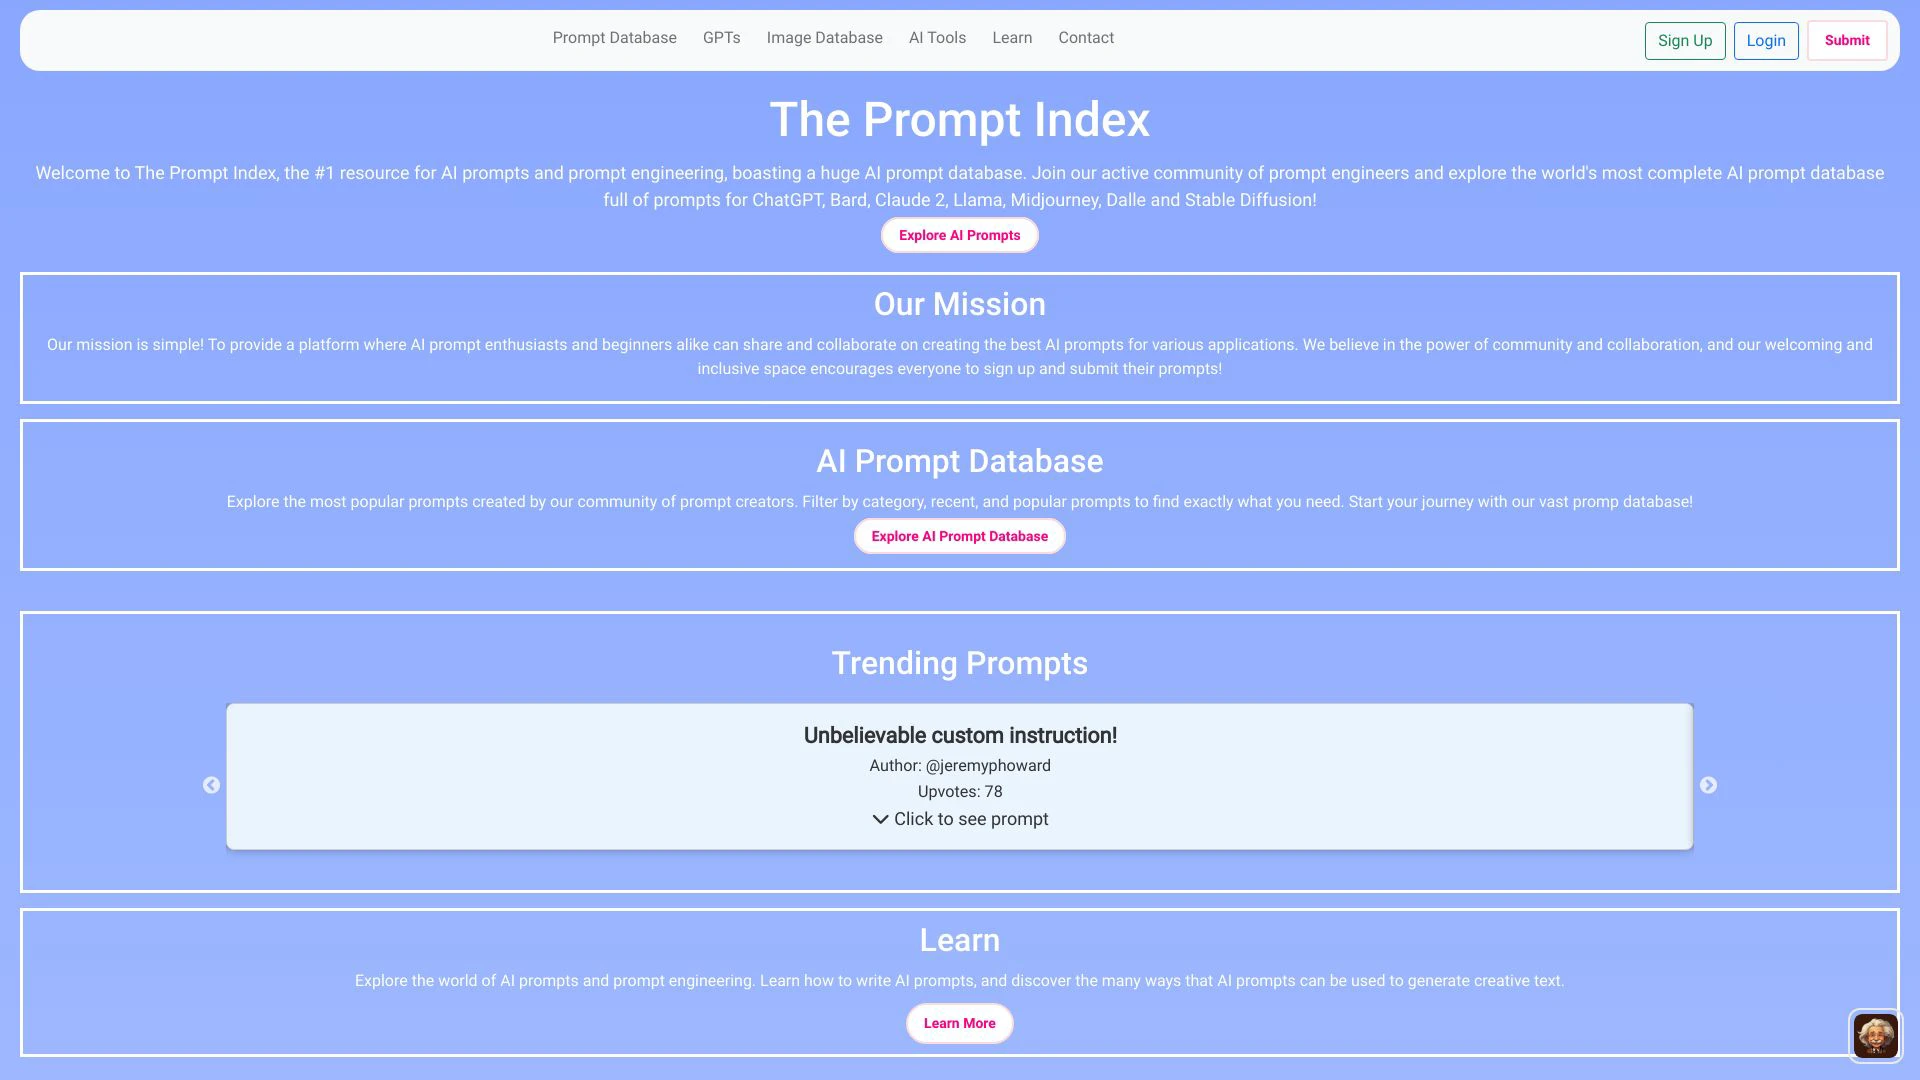 Prompt Database GPTs Image Database AI Tools Learn Contact Sign Up Login Submit
The Prompt Index
Welcome to The Prompt Index, the #1 resource for AI prompts and prompt engineering, boasting a huge AI prompt database. Join our active community of prompt engineers and explore the world's most complete AI prompt database
full of prompts for ChatGPT, Bard, Claude 2, Llama, Midjourney, Dalle and Stable Diffusion!
Explore AI Prompts
Our Mission
Our mission is simple! To provide a platform where AI prompt enthusiasts and beginners alike can share and collaborate on creating the best AI prompts for various applications. We believe in the power of community and collaboration, and our welcoming and
inclusive space encourages everyone to sign up and submit their prompts!
AI Prompt Database
Explore the most popular prompts created by our community of prompt creators. Filter by category, recent, and popular prompts to find exactly what you need. Start your journey with our vast promp database!
Explore AI Prompt Database
Trending Prompts
Unbelievable custom instruction!
Author: @jeremyphoward
Upvotes: 78
Click to see prompt
Learn
Explore the world of AI prompts and prompt engineering. Learn how to write AI prompts, and discover the many ways that AI prompts can be used to generate creative text.
Learn More